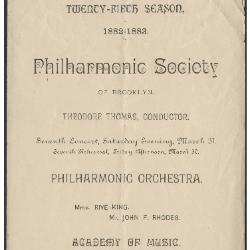 TWENTY-FIFTH SEASON,
1882-1883.
Philharmonic Society
OF BROOKLYN.
THEODORE THOMAS, CONDUCTOR.
Seventh Concert, Saturday Evening, March 31.
Seventh Rehearsal, Friday Afternoon, March 30.
PHILHARMONIC ORCHESTRA.
Mme. RIVE-KING.
Mr. JOHN F. RHODES.
ACADEMY OF MUSIC.